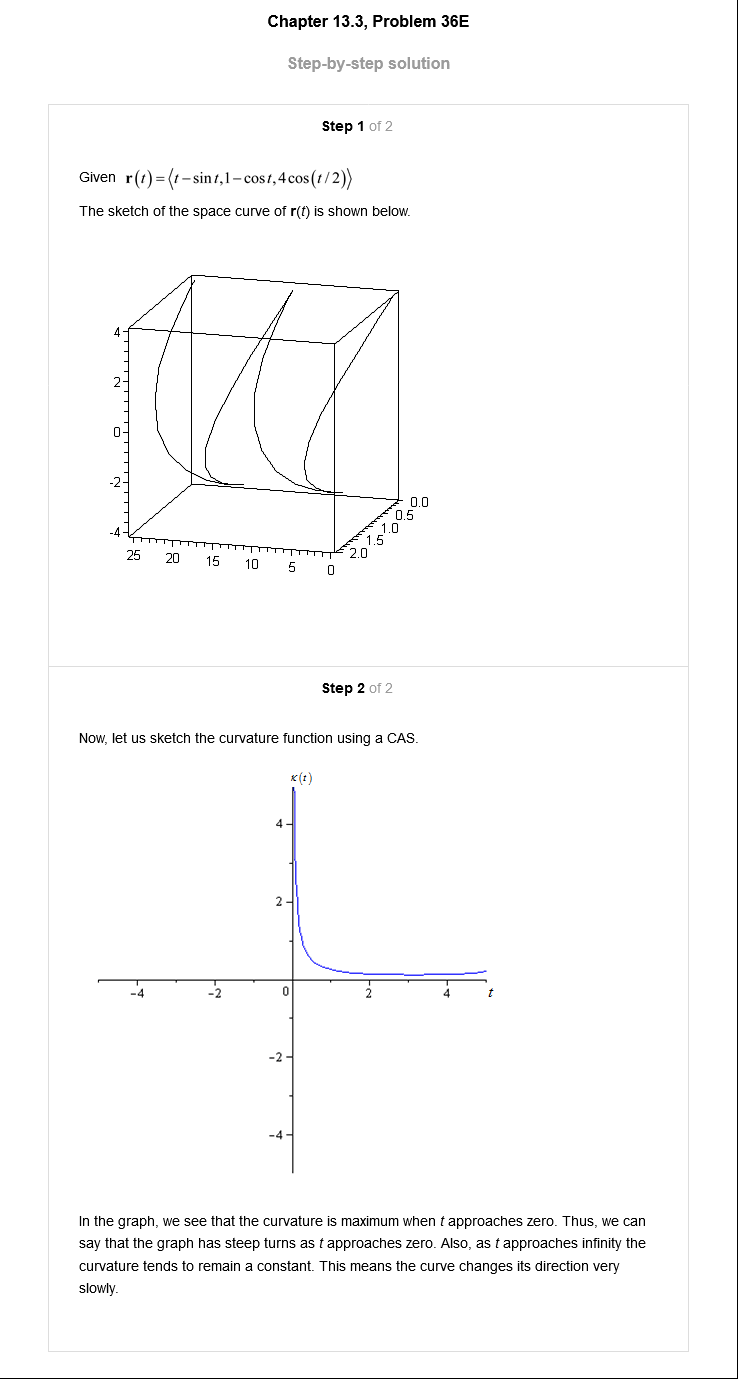 Chapter 13.3, Problem 36E
Step-by-step solution
Step 1 of 2
Given r(t)=⟨t−sin t,1−cos t,4cos(t/2)⟩
The sketch of the space curve of r(t) is shown below.
4
2
0
-2
-4
25 20 15 10 5 0
0.0
0.5
1.0
1.5
2.0
Step 2 of 2
Now, let us sketch the curvature function using a CAS.
κ(t)
4
2
−4 −2 0 2 4 t
−2
−4
In the graph, we see that the curvature is maximum when t approaches zero. Thus, we can
say that the graph has steep turns as t approaches zero. Also, as t approaches infinity the
curvature tends to remain a constant. This means the curve changes its direction very
slowly.